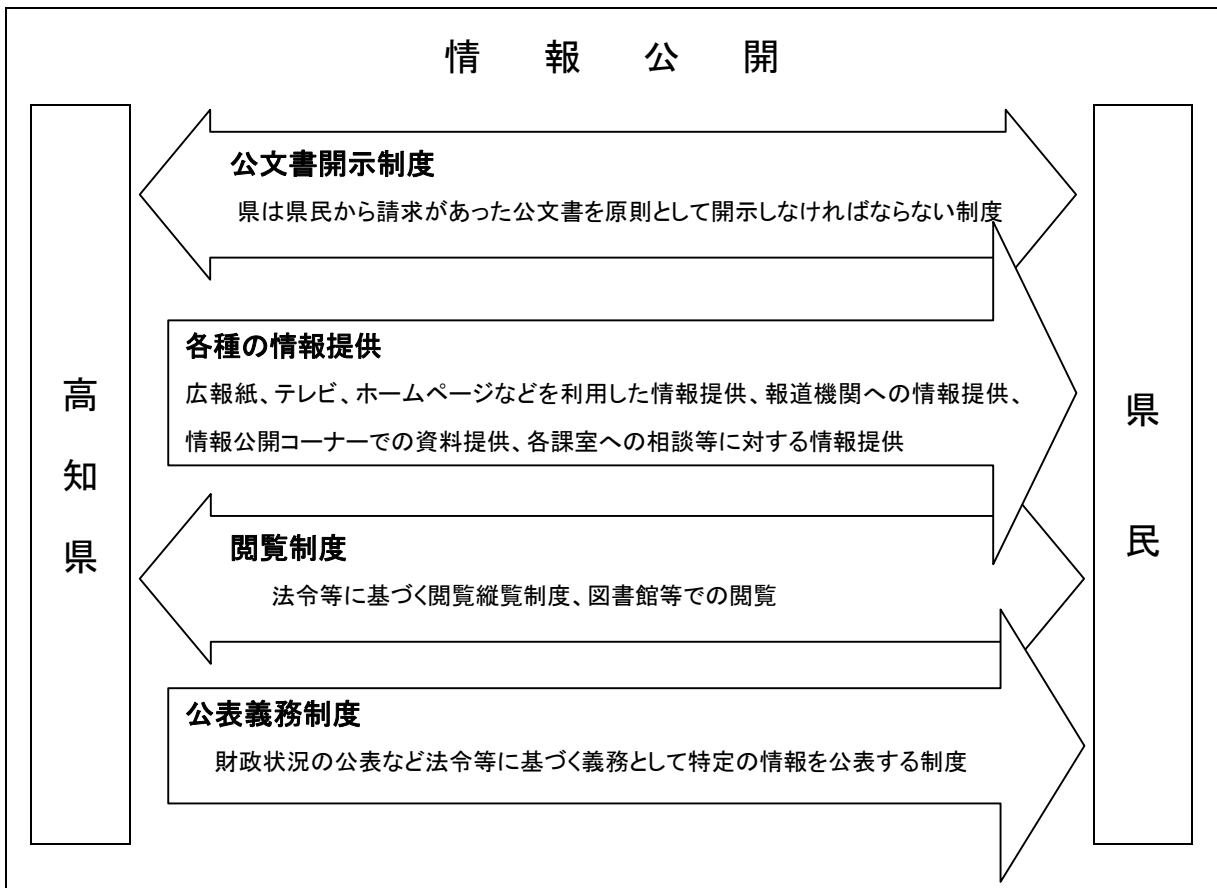 情報公開
高知県
公文書開示制度
県は県民から請求があった公文書を原則として開示しなければならない制度
各種の情報提供
広報紙、テレビ、ホームページなどを利用した情報提供、報道機関への情報提供、
情報公開コーナーでの資料提供、各課室への相談等に対する情報提供
閲覧制度
法令等に基づく閲覧縦覧制度、図書館等での閲覧
公表義務制度
財政状況の公表など法令等に基づく義務として特定の情報を公表する制度
県民